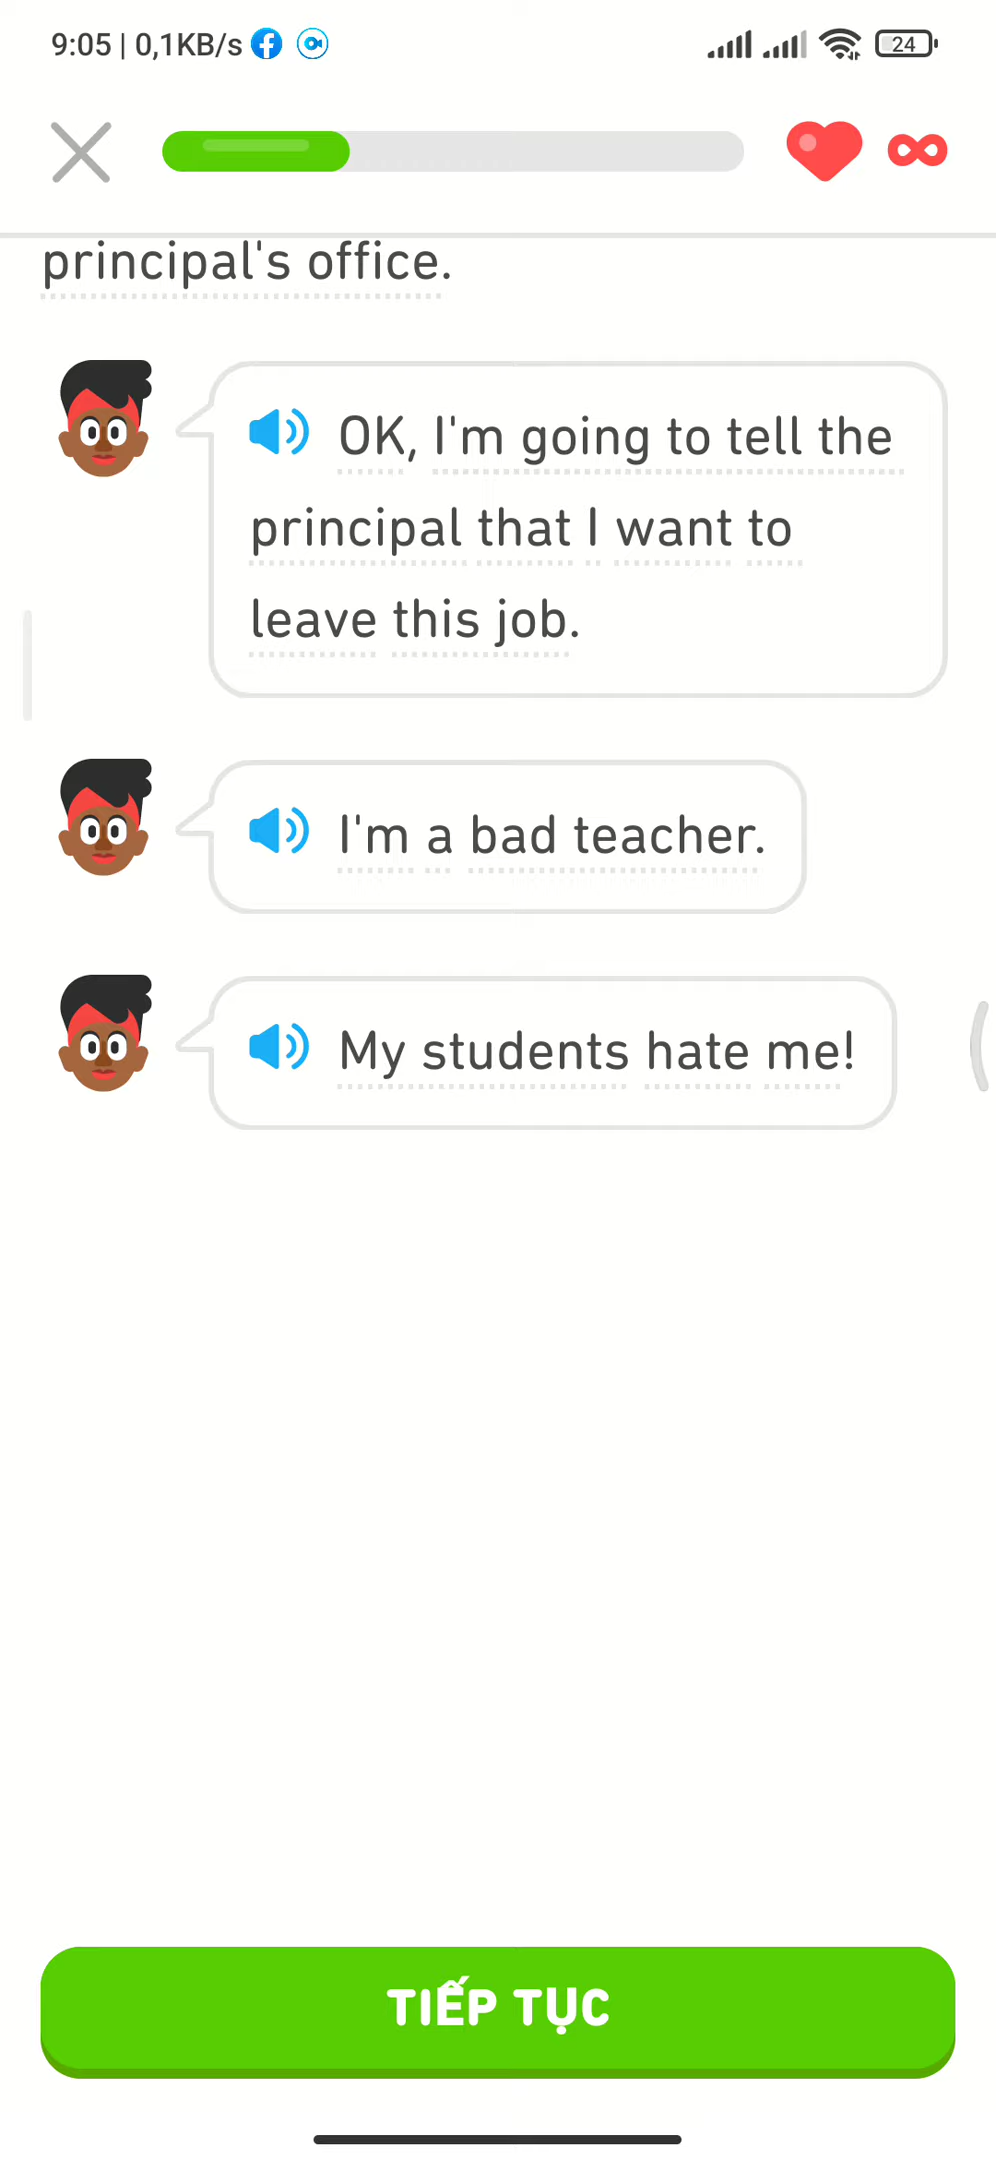 9:05 | 0,1KB/s
24
principal's office.
OK, I'm going to tell the
principal that I want to
leave this job.
I'm a bad teacher.
My students hate me!
TIẾP TỤC